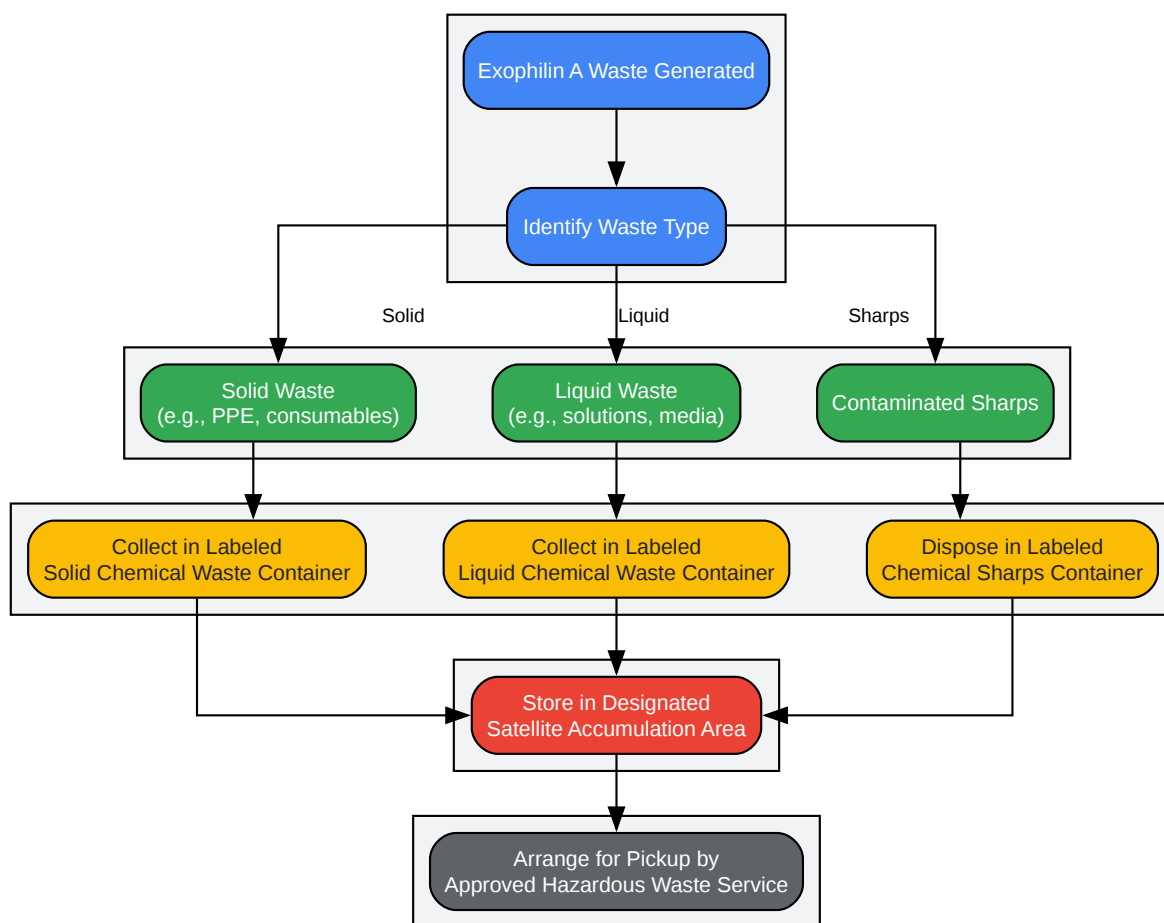 Exophilin A Waste Generated
Identify Waste Type
Solid
Liquid
Sharps
Solid Waste
(e.g., PPE, consumables)
Liquid Waste
(e.g., solutions, media)
Contaminated Sharps
Collect in Labeled
Solid Chemical Waste Container
Collect in Labeled
Liquid Chemical Waste Container
Dispose in Labeled
Chemical Sharps Container
Store in Designated
Satellite Accumulation Area
Arrange for Pickup by
Approved Hazardous Waste Service